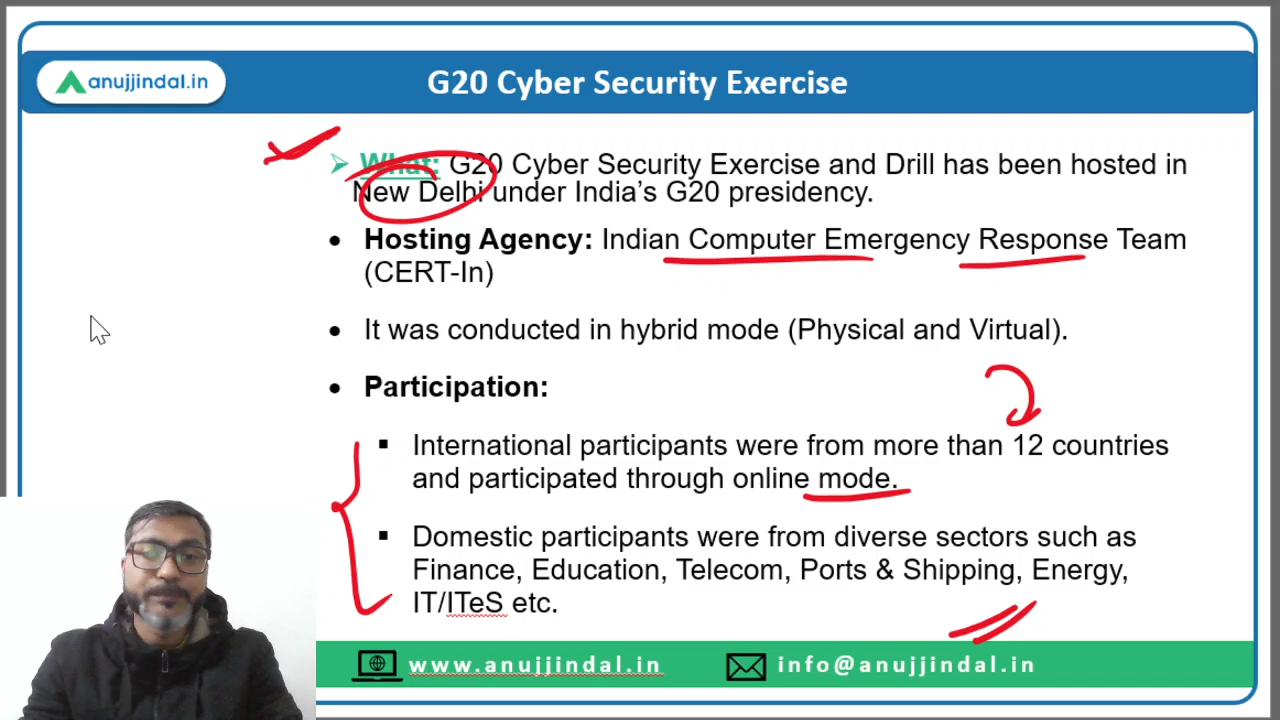 anujjindal.in
G20 Cyber Security Exercise
What: G20 Cyber Security Exercise and Drill has been hosted in
New Delhi under India's G20 presidency.
Hosting Agency: Indian Computer Emergency Response Team
(CERT-In)
It was conducted in hybrid mode (Physical and Virtual).
Participation:
International participants were from more than 12 countries
and participated through online mode.
Domestic participants were from diverse sectors such as
Finance, Education, Telecom, Ports & Shipping, Energy,
IT/ITeS etc.
www.anujjindal.in
info@anujjindal.in